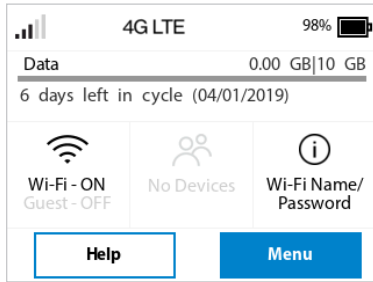 4G LTE 98%
Data 0.00 GB|10 GB
6 days left in cycle (04/01/2019)
Wi-Fi - ON No Devices Wi-Fi Name/
Guest - OFF Password
Help Menu